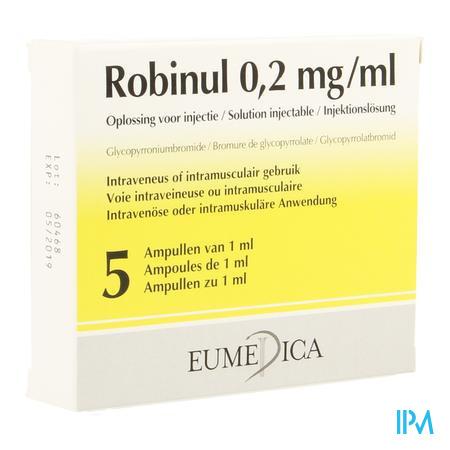 Robinul 0,2 mg/ml
Oplossing voor injectie / Solution injectable / Injektionslösung
Glycopyrroniumbromide / Bromure de glycopyrrolate / Glycopyrrolatbromid
Intraveneus of intramusculair gebruik
Voie intraveineuse ou intramusculaire
Intravenöse oder intramuskuläre Anwendung
5
Ampullen van 1 ml
Ampoules de 1 ml
Ampullen zu 1 ml
EUMEDICA
Lot: 60468
EXP: 05/2019
IPM